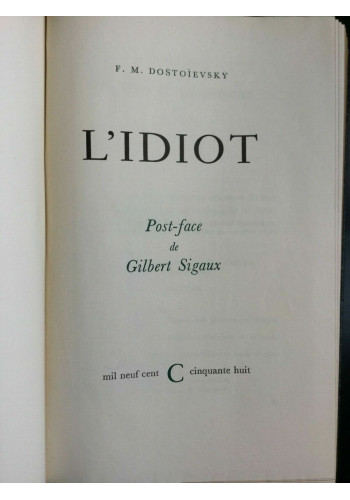 F. M. DOSTOÏEVSKY
L'IDIOT
Post-face
de
Gilbert Sigaux
mil neuf cent C cinquante huit